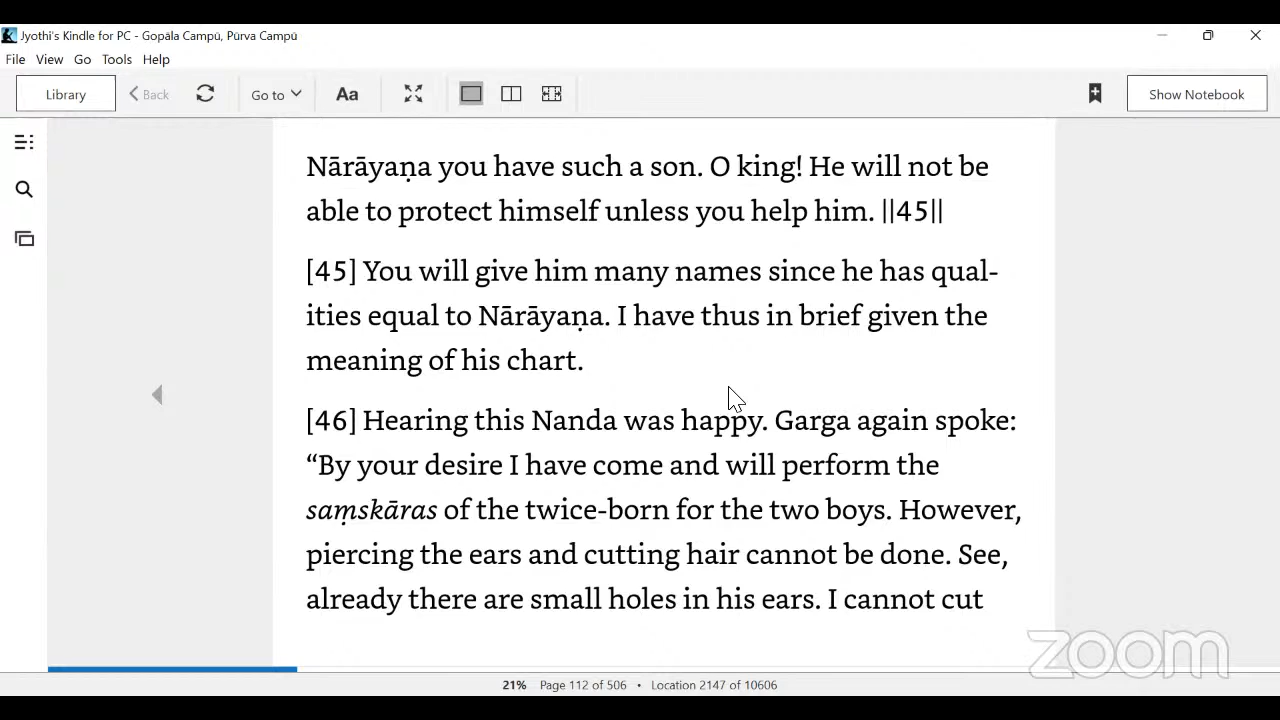 Jyothi's Kindle for PC - Gopāla Campū, Pūrva Campū
File View Go Tools Help
Library Back Go to Aa Show Notebook
Nārāyaṇa you have such a son. O king! He will not be
able to protect himself unless you help him. ||45||
[45] You will give him many names since he has qual-
ities equal to Nārāyaṇa. I have thus in brief given the
meaning of his chart.
[46] Hearing this Nanda was happy. Garga again spoke:
“By your desire I have come and will perform the
saṃskāras of the twice-born for the two boys. However,
piercing the ears and cutting hair cannot be done. See,
already there are small holes in his ears. I cannot cut
zoom
21% Page 112 of 506 • Location 2147 of 10606